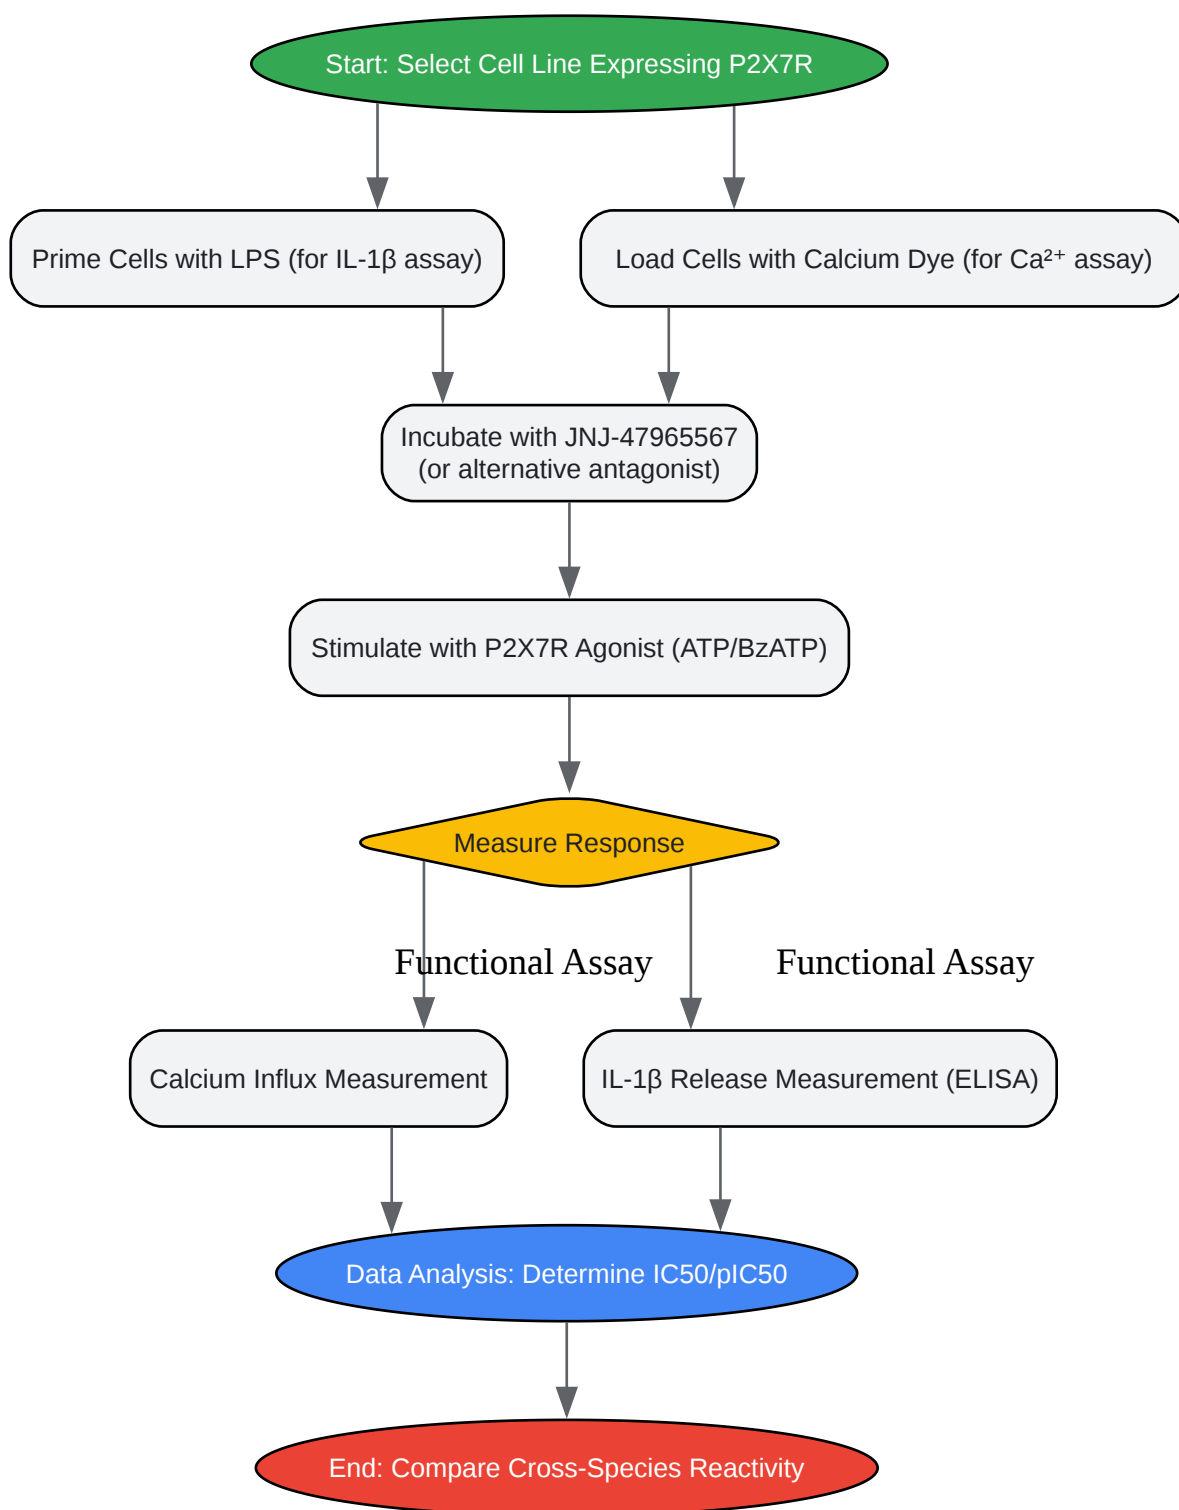 Start: Select Cell Line Expressing P2X7R
Prime Cells with LPS (for IL-1β assay)
Load Cells with Calcium Dye (for Ca²⁺ assay)
Incubate with JNJ-47965567
(or alternative antagonist)
Stimulate with P2X7R Agonist (ATP/BzATP)
Measure Response
Functional Assay
Functional Assay
Calcium Influx Measurement
IL-1β Release Measurement (ELISA)
Data Analysis: Determine IC50/pIC50
End: Compare Cross-Species Reactivity